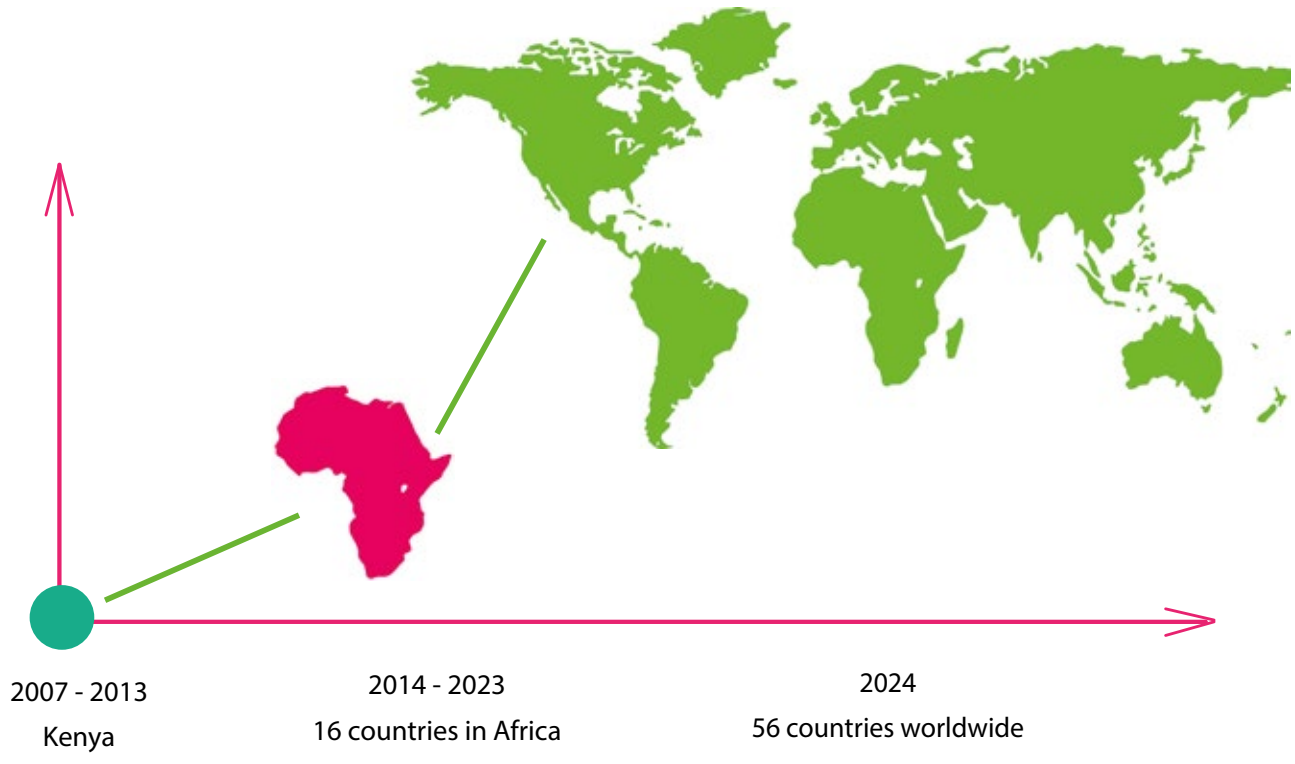 2007 - 2013
Kenya
2014 - 2023
16 countries in Africa
2024
56 countries worldwide